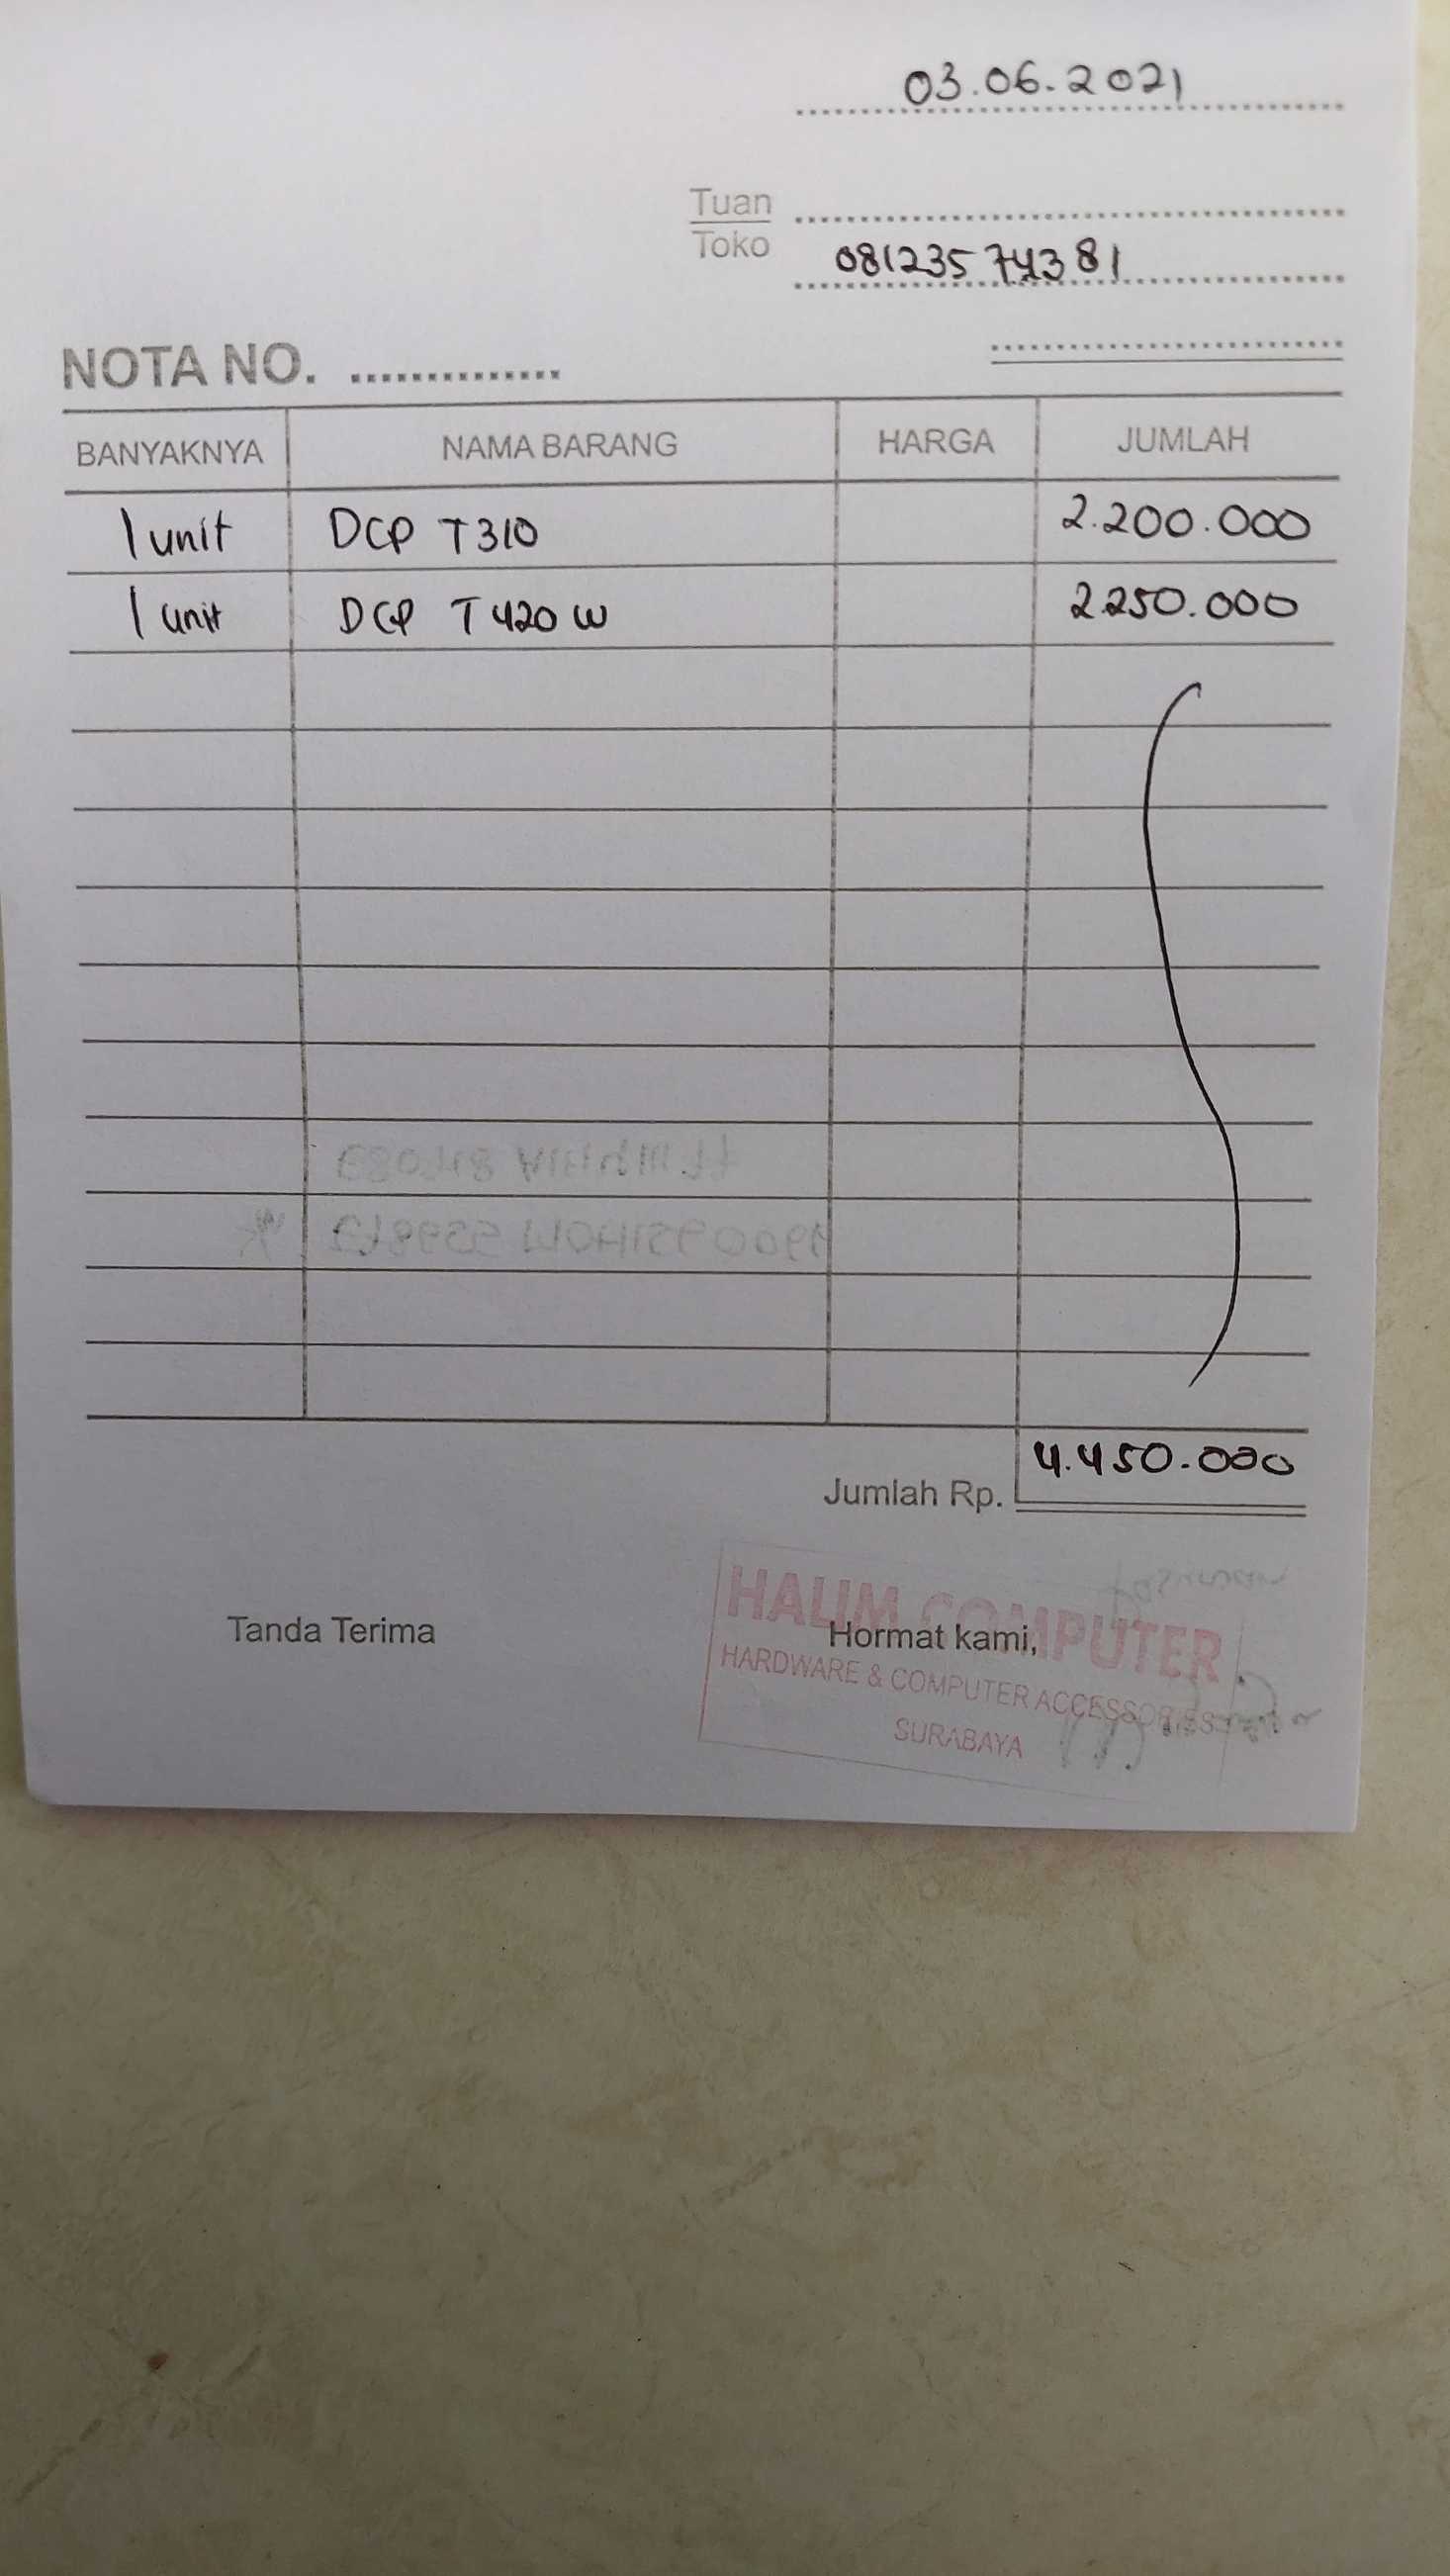 03.06.2021
Tuan
Toko 081235 74381
NOTA NO. ..............
BANYAKNYA NAMA BARANG HARGA JUMLAH
1 unit DCP T310 2.200.000
1 unit DCP T420 W 2.250.000
Jumlah Rp. 4.450.000
Tanda Terima Hormat kami,
HALIM COMPUTER
HARDWARE & COMPUTER ACCESSORIES
SURABAYA